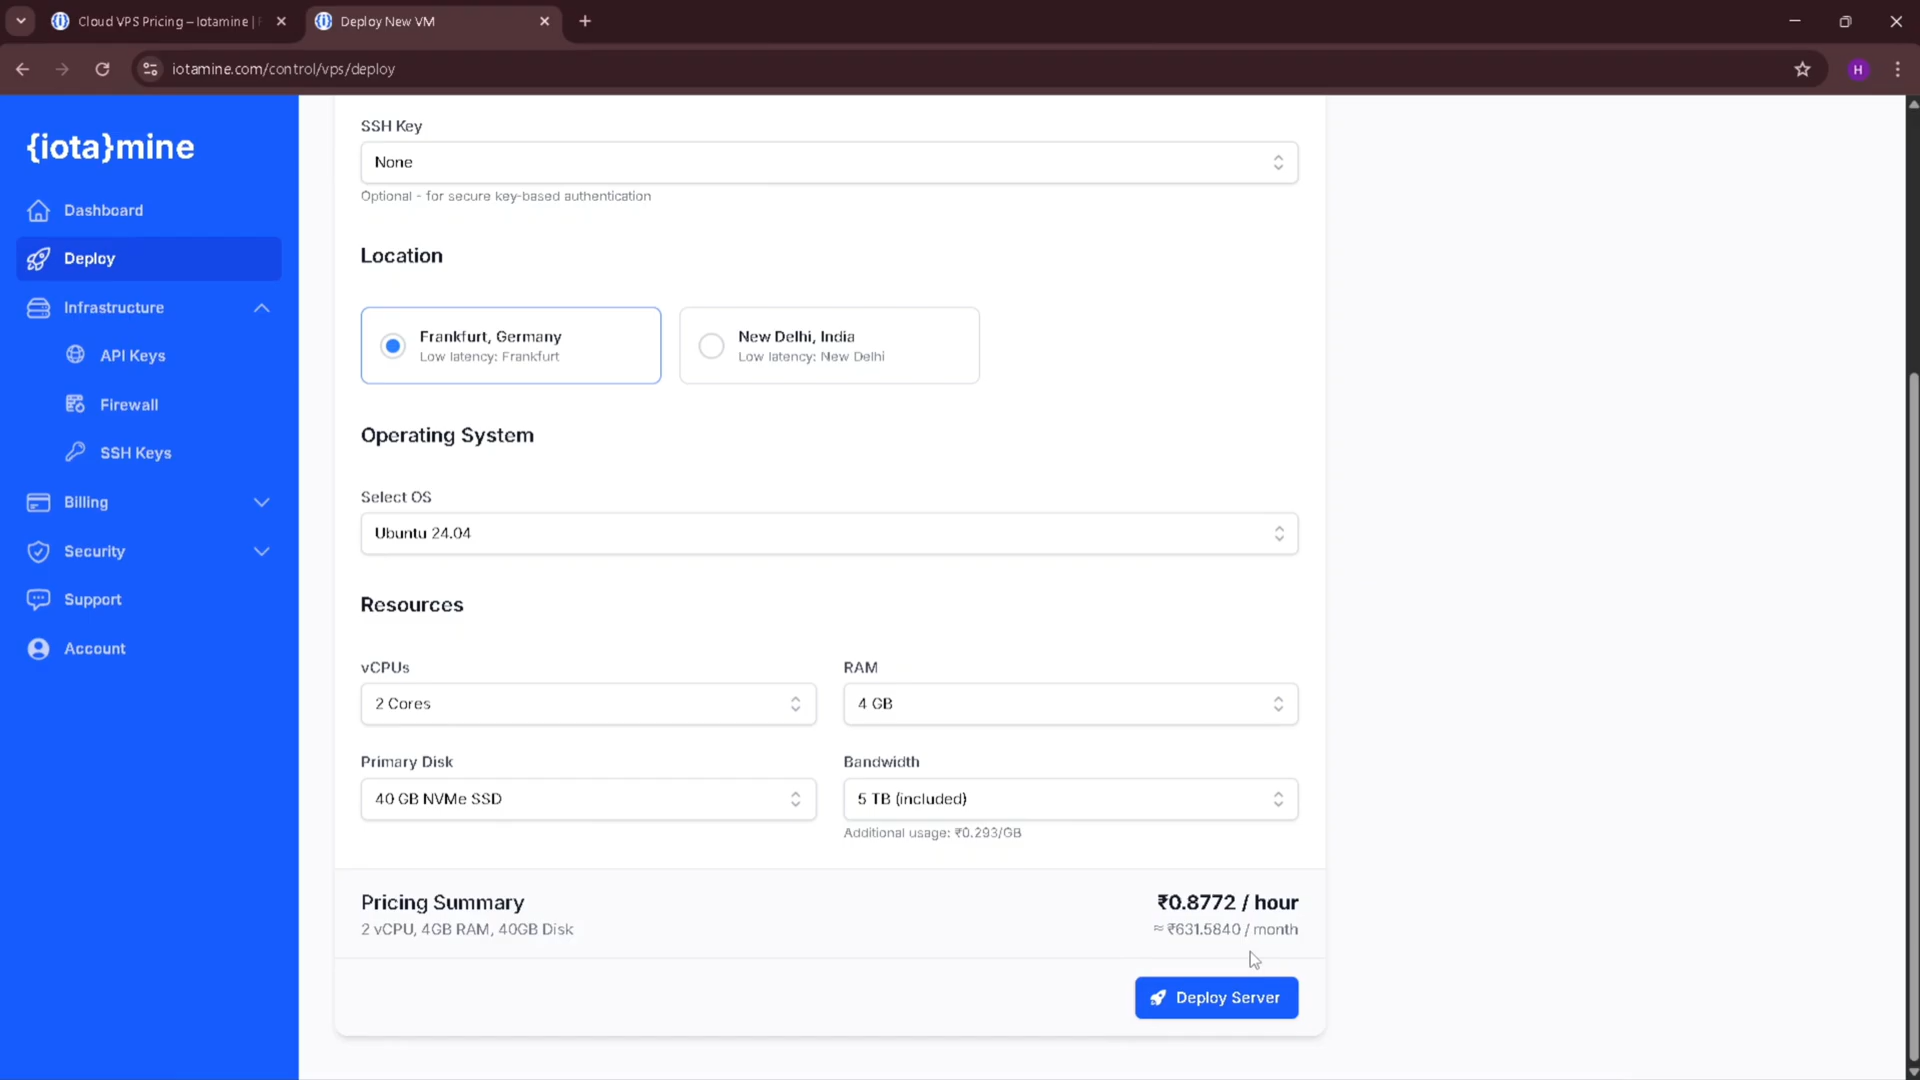 Cloud VPS Pricing – Iotamine |
Deploy New VM
iotamine.com/control/vps/deploy
H
{iota}mine
Dashboard
Deploy
Infrastructure
API Keys
Firewall
SSH Keys
Billing
Security
Support
Account
SSH Key
None
Optional - for secure key-based authentication
Location
Frankfurt, Germany
Low latency: Frankfurt
New Delhi, India
Low latency: New Delhi
Operating System
Select OS
Ubuntu 24.04
Resources
vCPUs
RAM
2 Cores
4 GB
Primary Disk
Bandwidth
40 GB NVMe SSD
5 TB (included)
Additional usage: ₹0.293/GB
Pricing Summary
₹0.8772 / hour
2 vCPU, 4GB RAM, 40GB Disk
≈ ₹631.5840 / month
Deploy Server